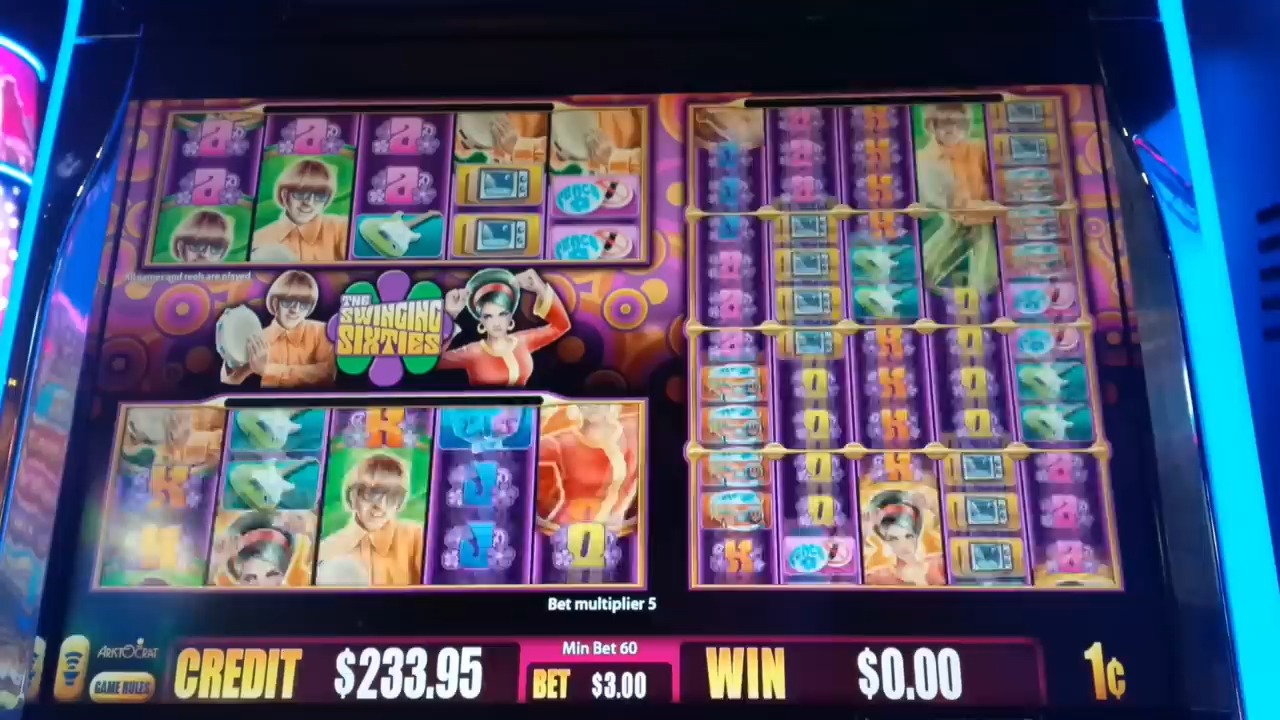 All games and reels are played
THE
SWINGING
SIXTIES
Bet multiplier 5
ARISTOCRAT
GAME RULES
CREDIT $233.95
Min Bet 60
BET $3.00
WIN $0.00
1¢